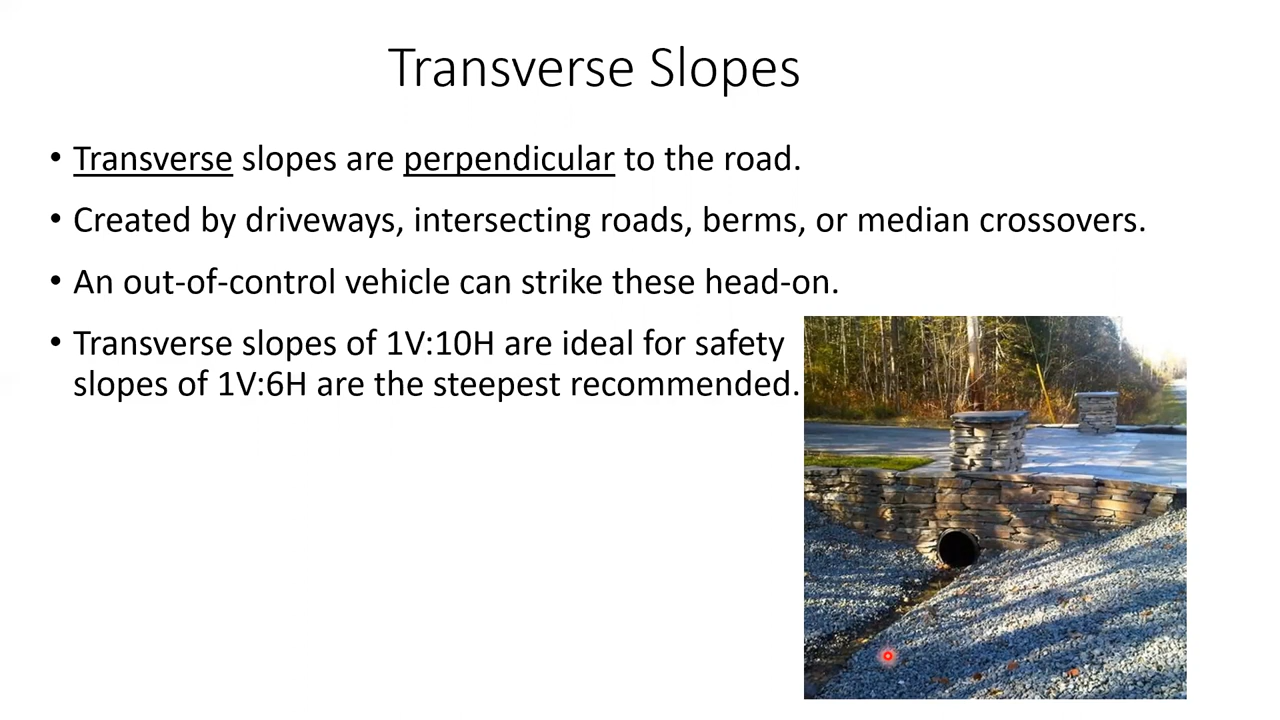 Transverse Slopes
• Transverse slopes are perpendicular to the road.
• Created by driveways, intersecting roads, berms, or median crossovers.
• An out-of-control vehicle can strike these head-on.
• Transverse slopes of 1V:10H are ideal for safety
slopes of 1V:6H are the steepest recommended.